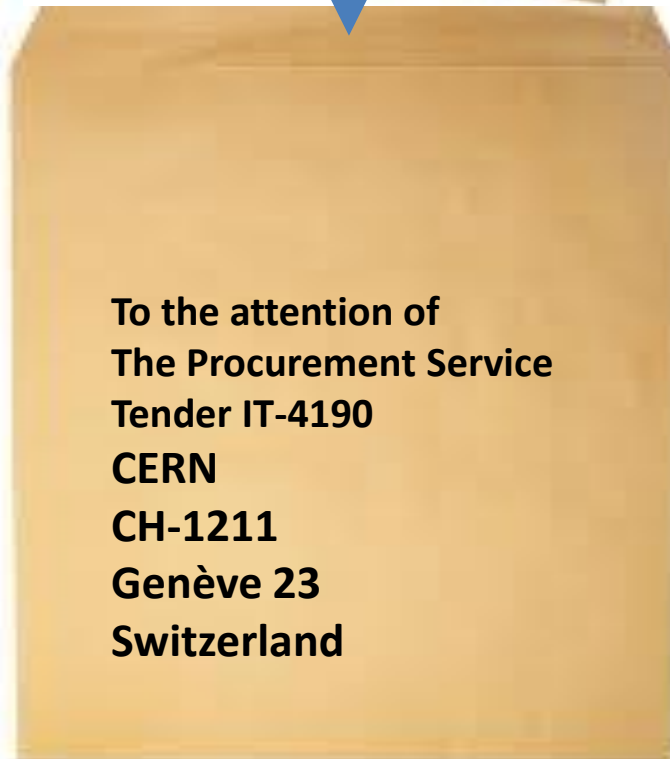 To the attention of
The Procurement Service
Tender IT-4190
CERN
CH-1211
Genève 23
Switzerland